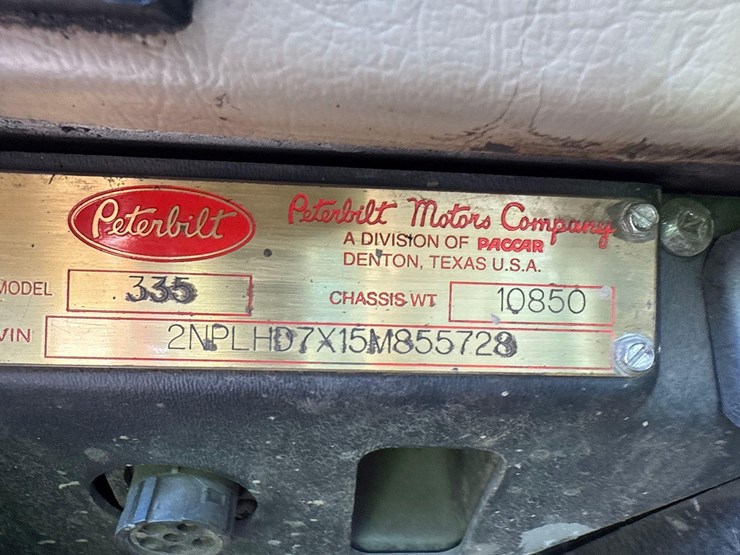 Peterbilt
Peterbilt Motors Company
A DIVISION OF PACCAR
DENTON, TEXAS U.S.A.
MODEL 335
CHASSIS WT 10850
VIN 2NPLHD7X15M855728